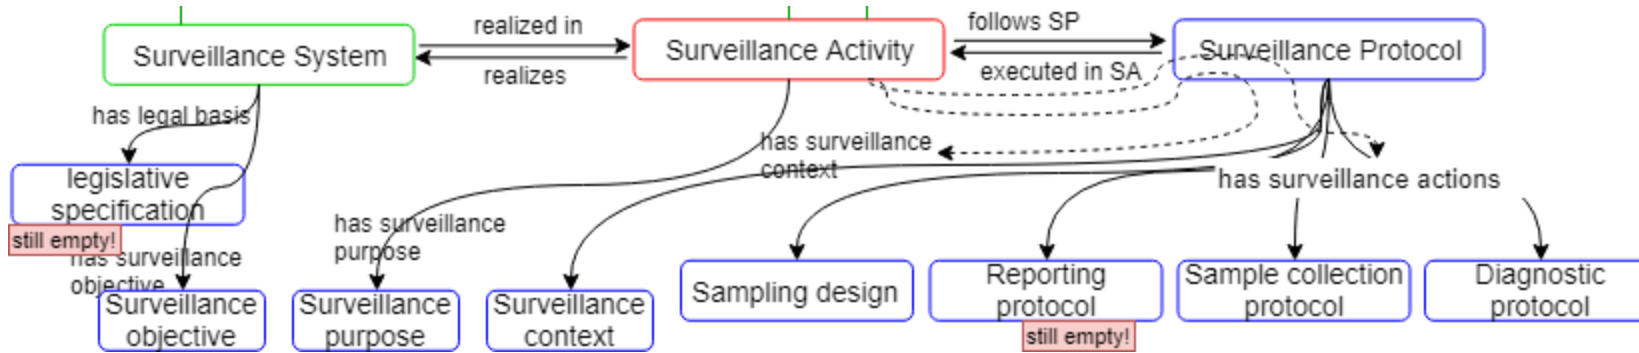 realized in
follows SP
Surveillance System
Surveillance Activity
Surveillance Protocol
realizes
executed in SA
has legal basis
has surveillance
context
legislative
specification
has surveillance actions
still empty!
has surveillance
purpose
has surveillance
objective
Surveillance
objective
Surveillance
purpose
Surveillance
context
Sampling design
Reporting
protocol
still empty!
Sample collection
protocol
Diagnostic
protocol